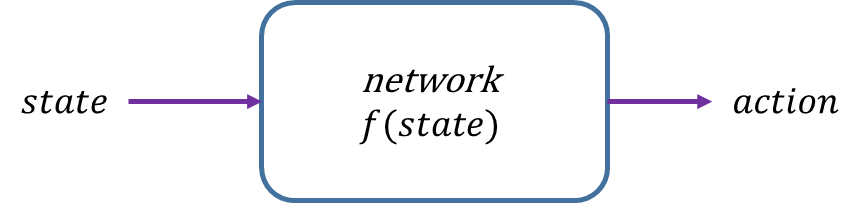 state
network
f(state)
action